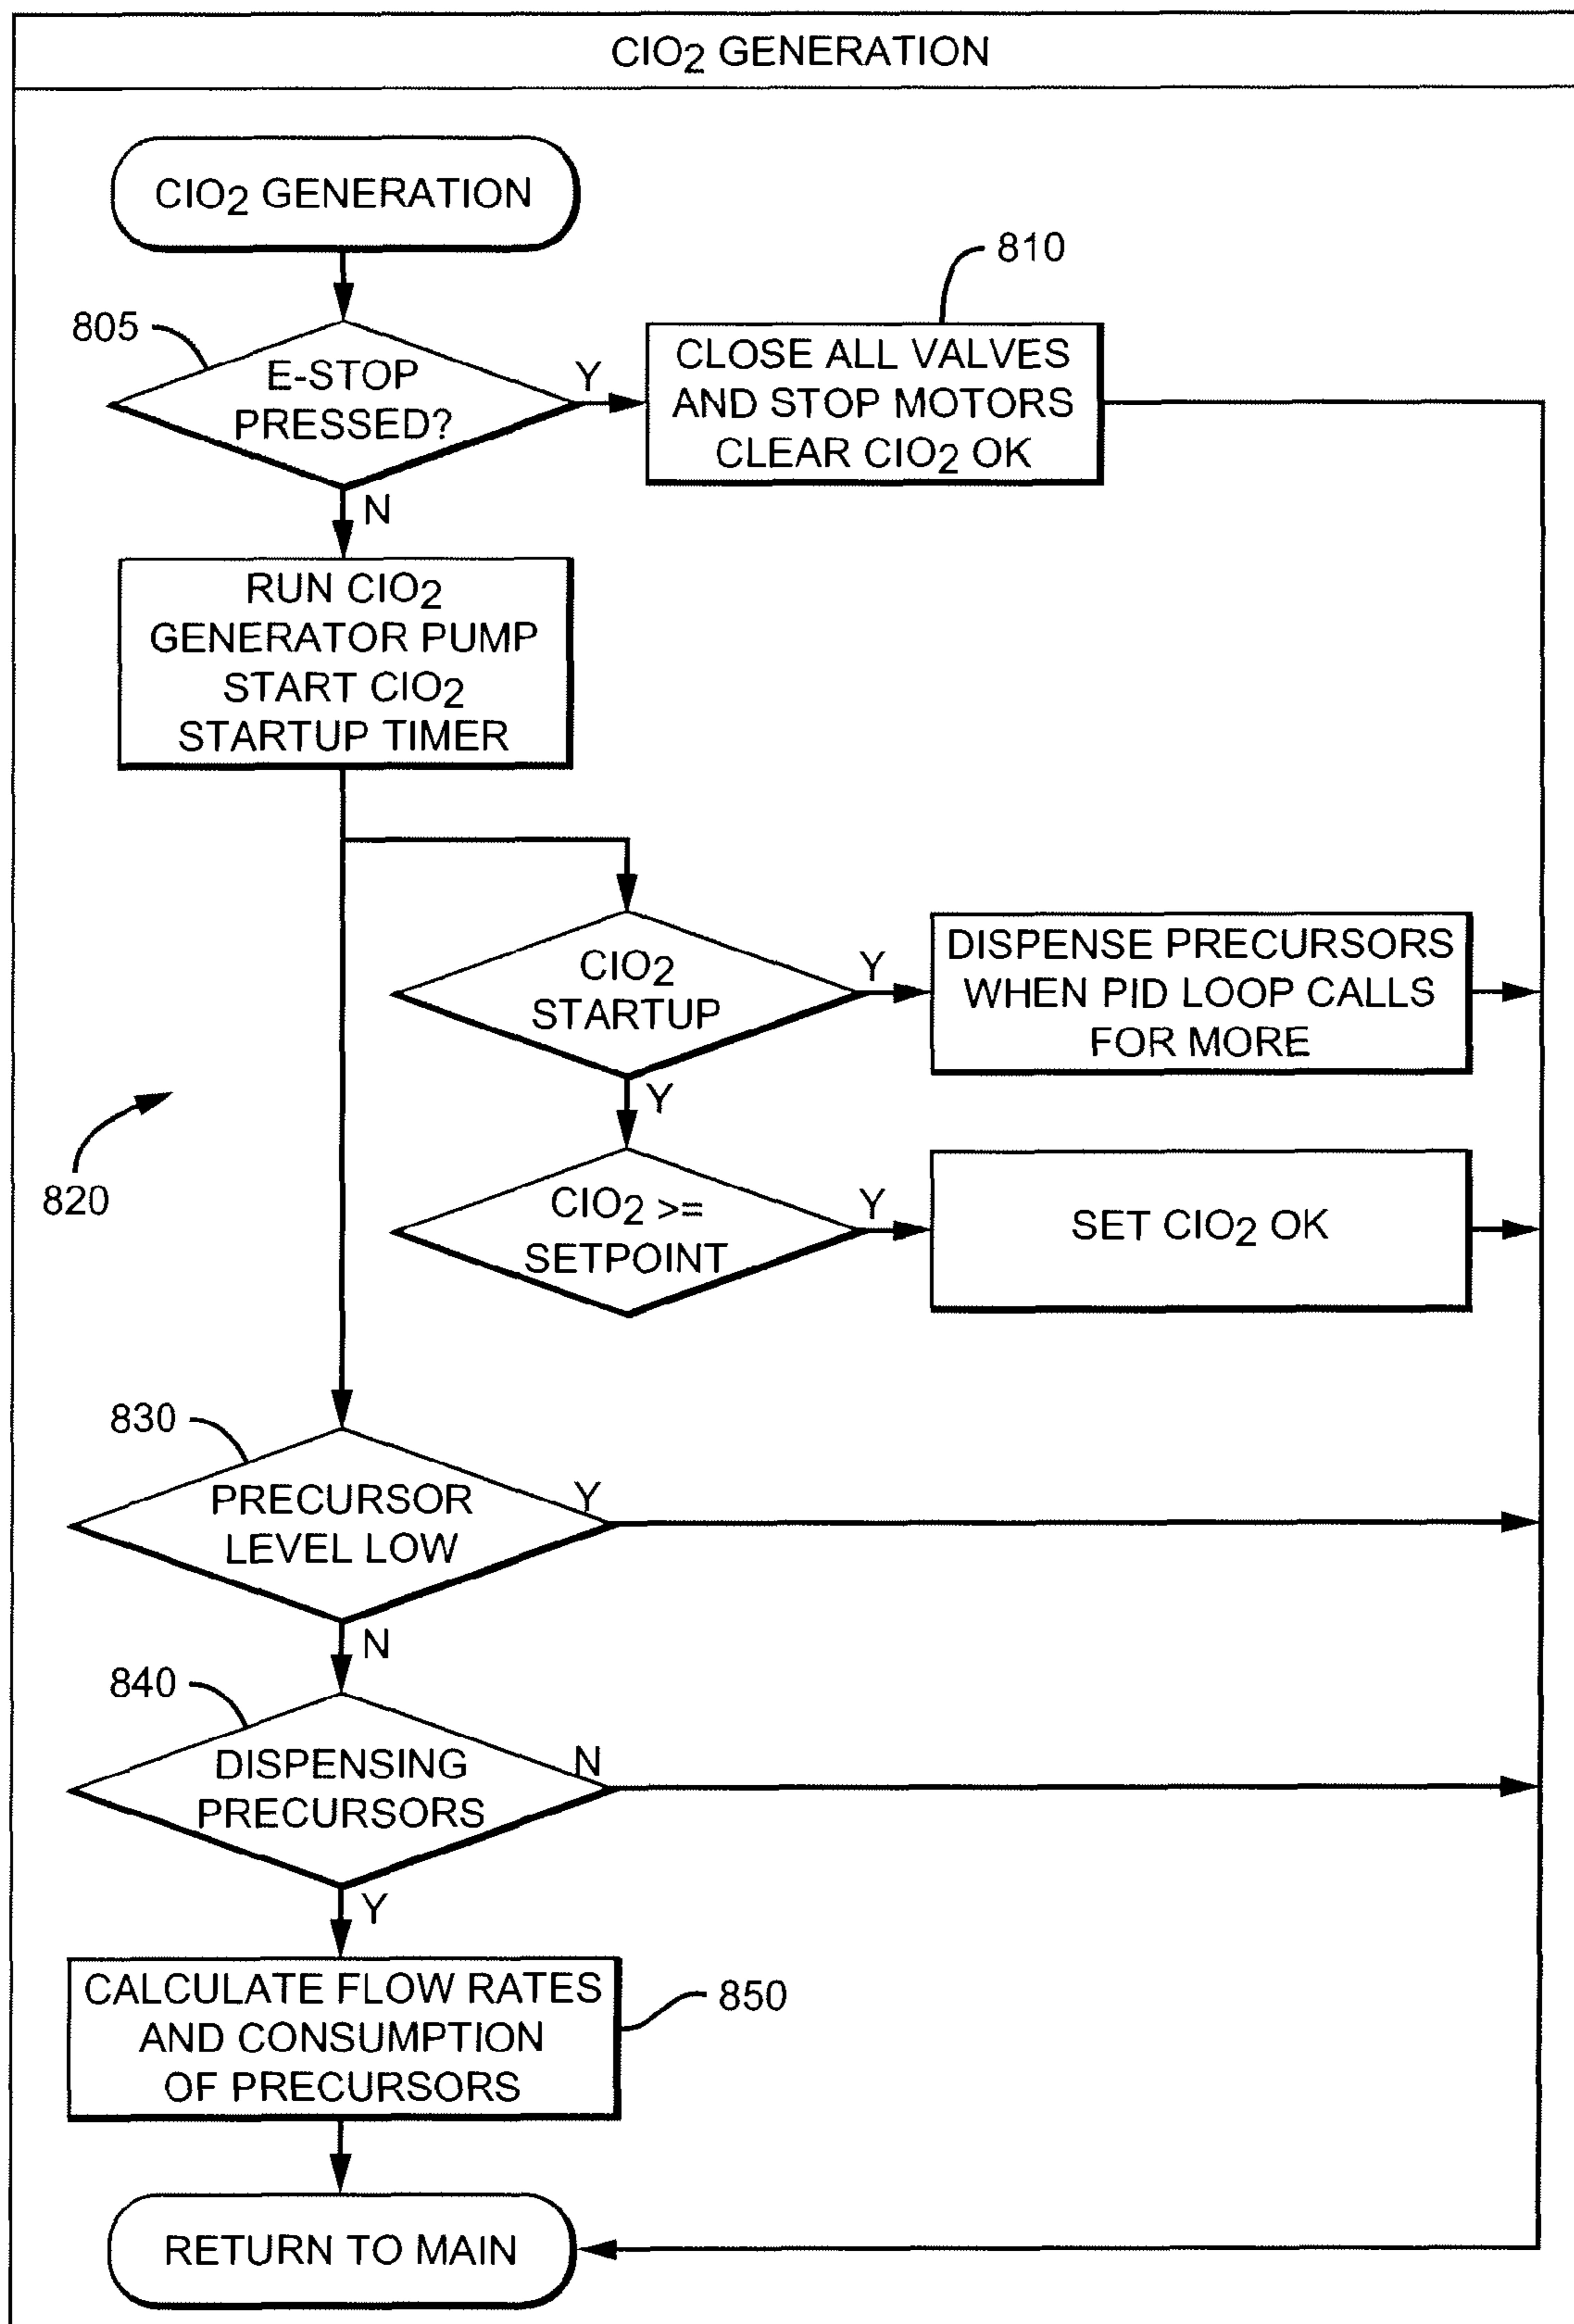 ClO2 GENERATION
ClO2 GENERATION
810
805
E-STOP
PRESSED?
Y
CLOSE ALL VALVES
AND STOP MOTORS
CLEAR ClO2 OK
N
RUN ClO2
GENERATOR PUMP
START ClO2
STARTUP TIMER
ClO2
STARTUP
Y
DISPENSE PRECURSORS
WHEN PID LOOP CALLS
FOR MORE
Y
820
ClO2 >=
SETPOINT
Y
SET ClO2 OK
830
PRECURSOR
LEVEL LOW
Y
N
840
DISPENSING
PRECURSORS
N
Y
CALCULATE FLOW RATES
AND CONSUMPTION
OF PRECURSORS
850
RETURN TO MAIN